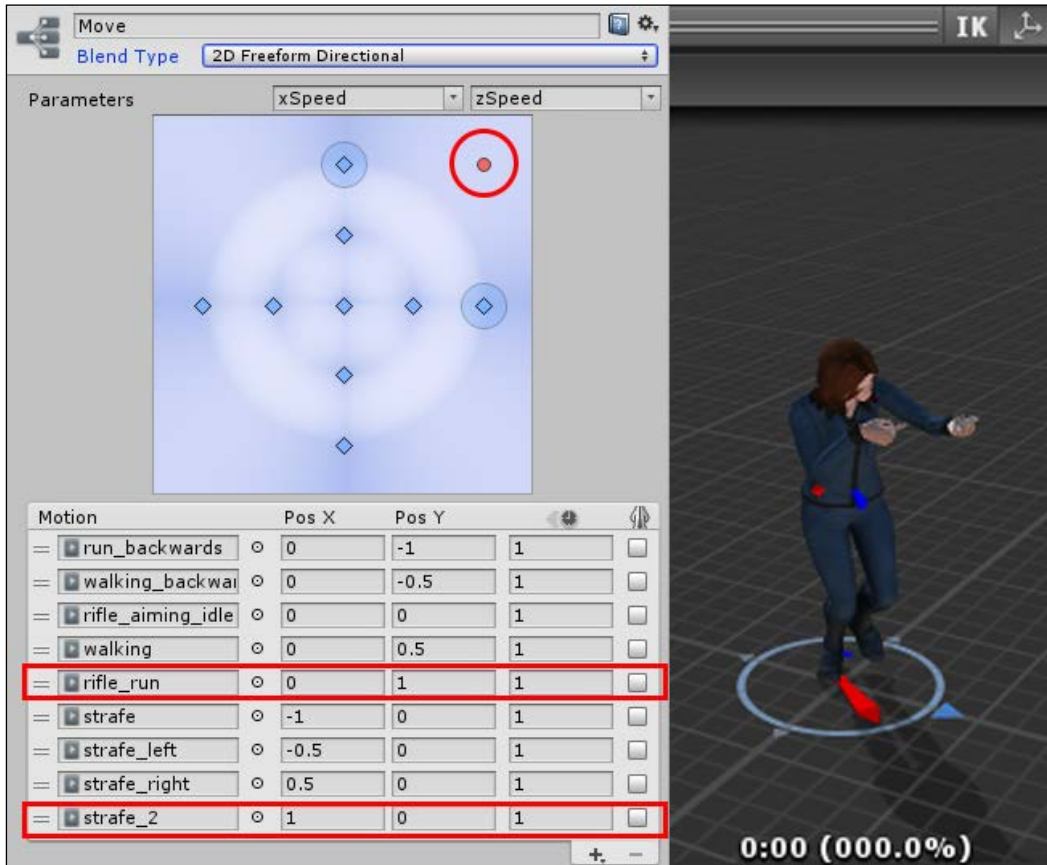 Move
IK
Blend Type 2D Freeform Directional
Parameters xSpeed zSpeed
Motion Pos X Pos Y
run_backwards 0 -1 1
walking_backwar 0 -0.5 1
rifle_aiming_idle 0 0 1
walking 0 0.5 1
rifle_run 0 1 1
strafe -1 0 1
strafe_left -0.5 0 1
strafe_right 0.5 0 1
strafe_2 1 0 1
0:00 (000.0%)